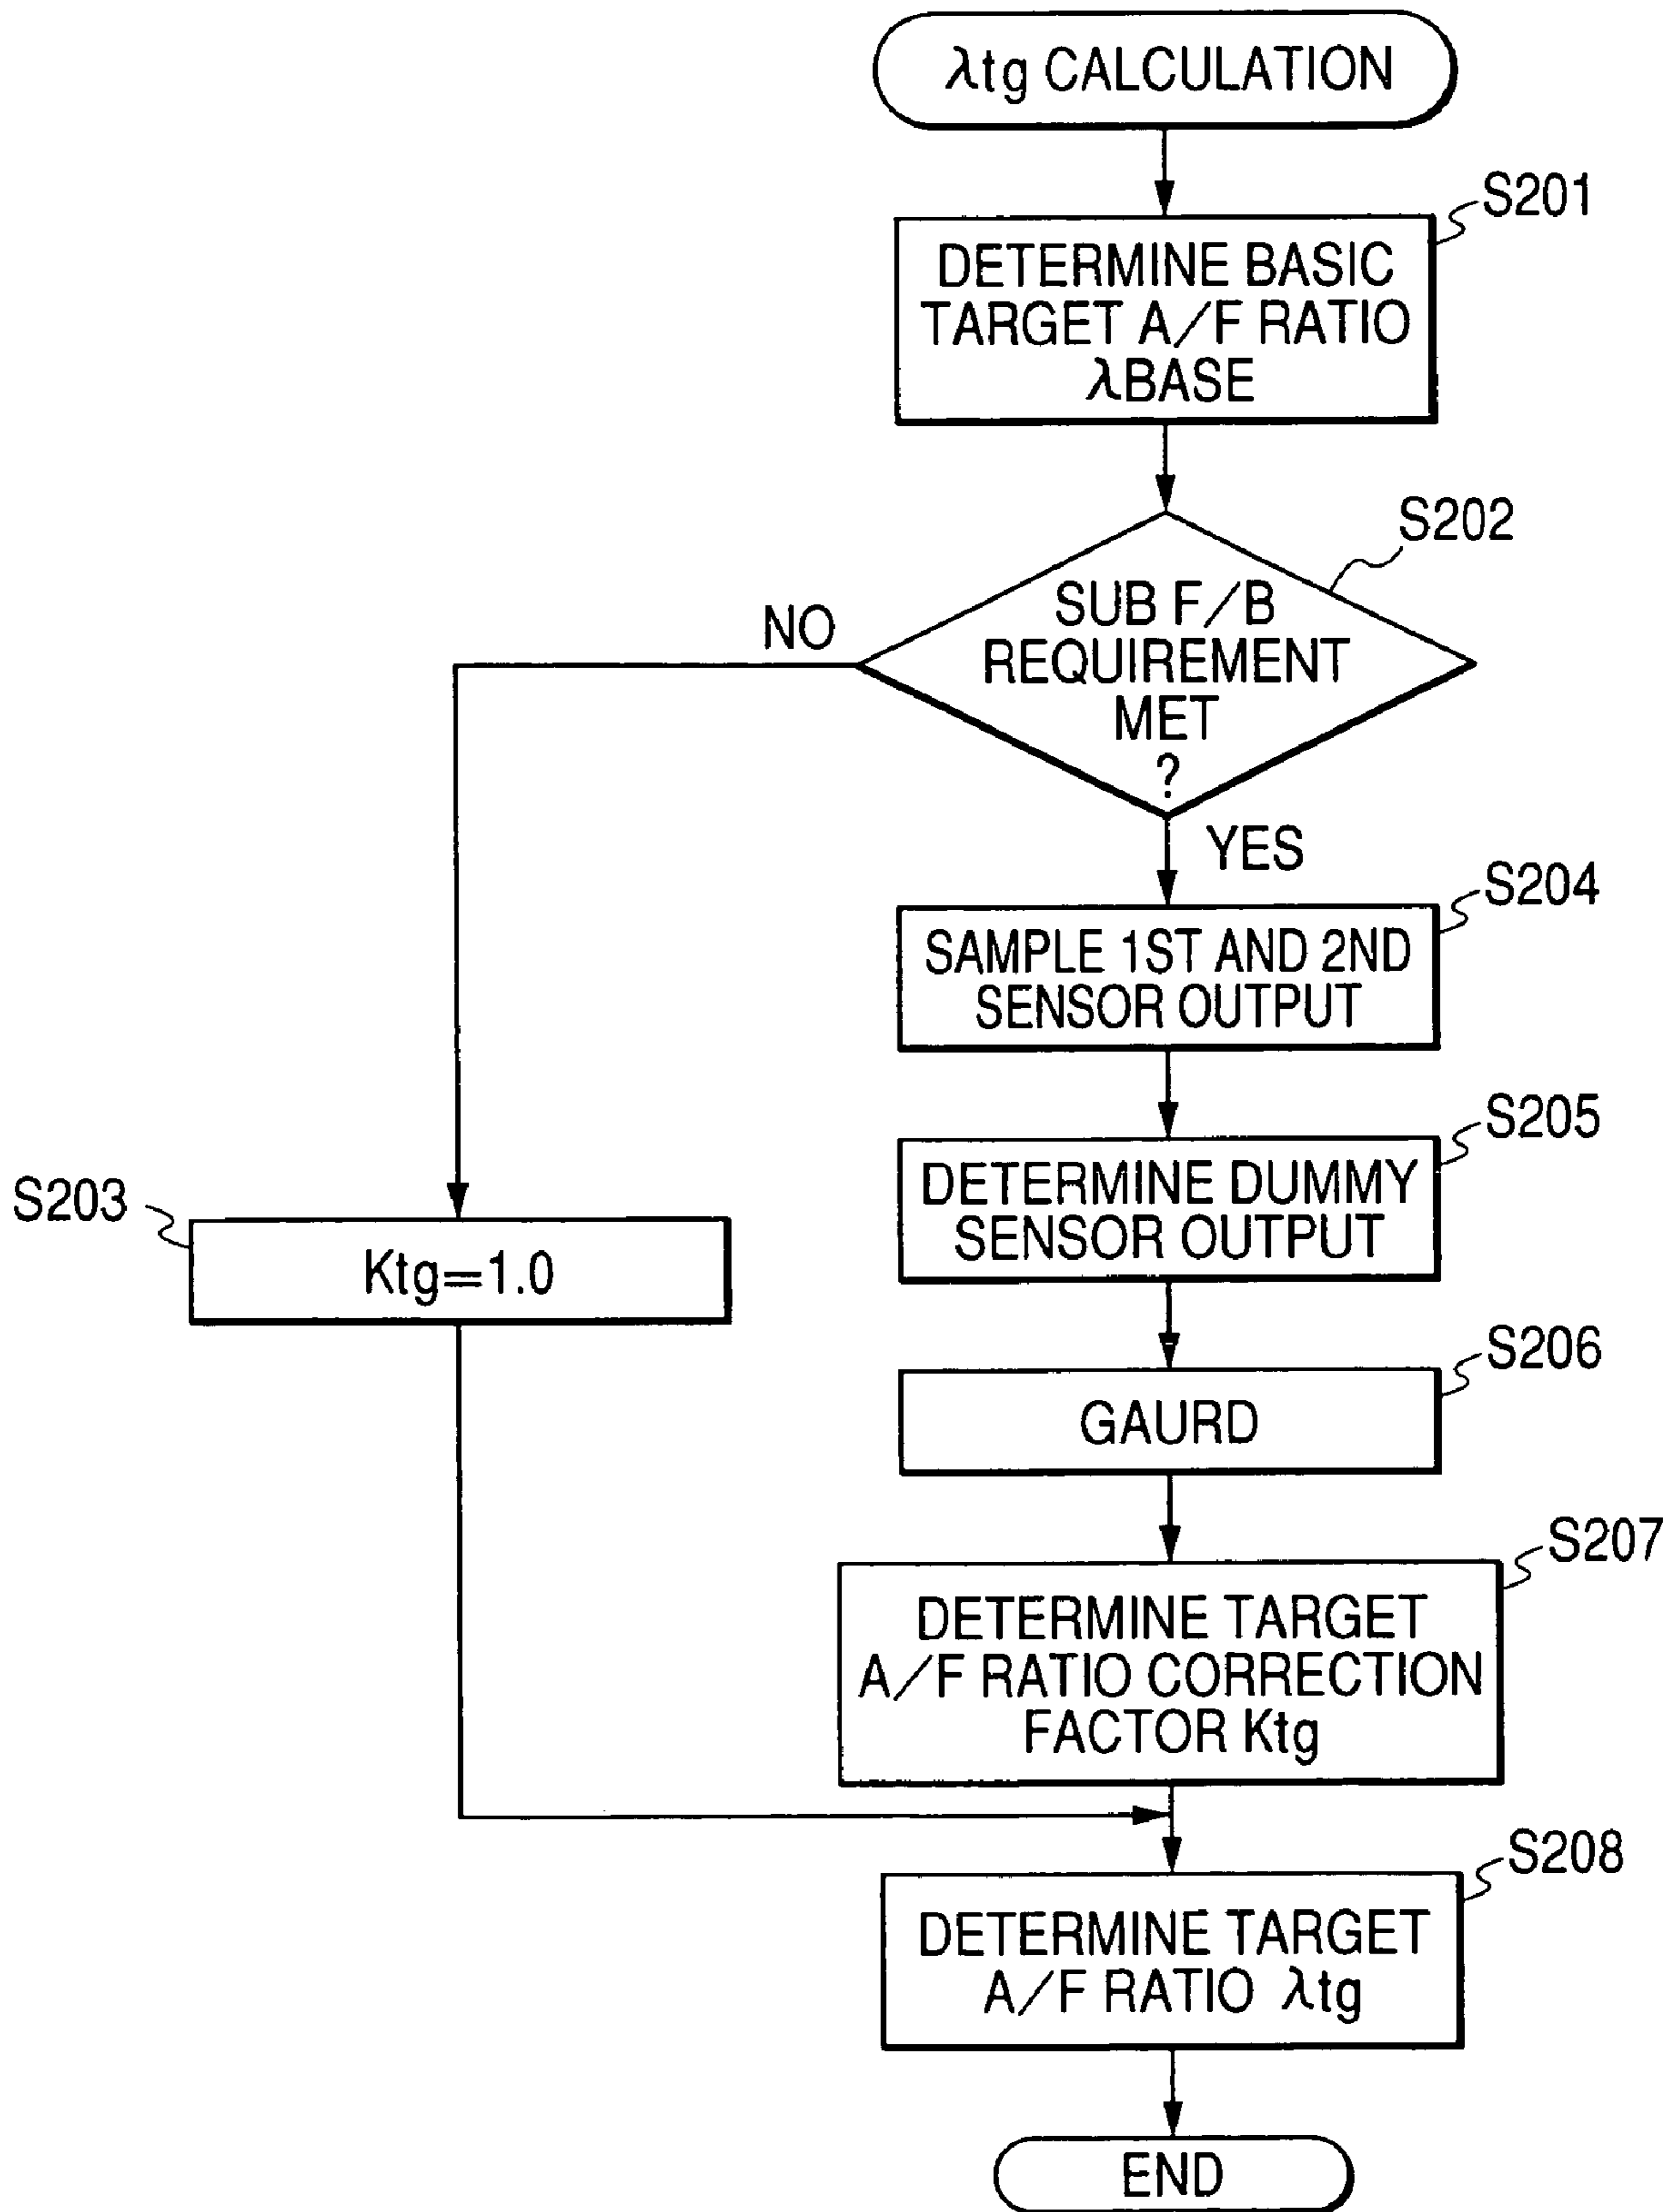 λtg CALCULATION
S201
DETERMINE BASIC
TARGET A/F RATIO
λBASE
S202
SUB F/B
REQUIREMENT
MET
?
NO
YES
S204
SAMPLE 1ST AND 2ND
SENSOR OUTPUT
S205
DETERMINE DUMMY
SENSOR OUTPUT
S203
Ktg=1.0
S206
GAURD
S207
DETERMINE TARGET
A/F RATIO CORRECTION
FACTOR Ktg
S208
DETERMINE TARGET
A/F RATIO λtg
END